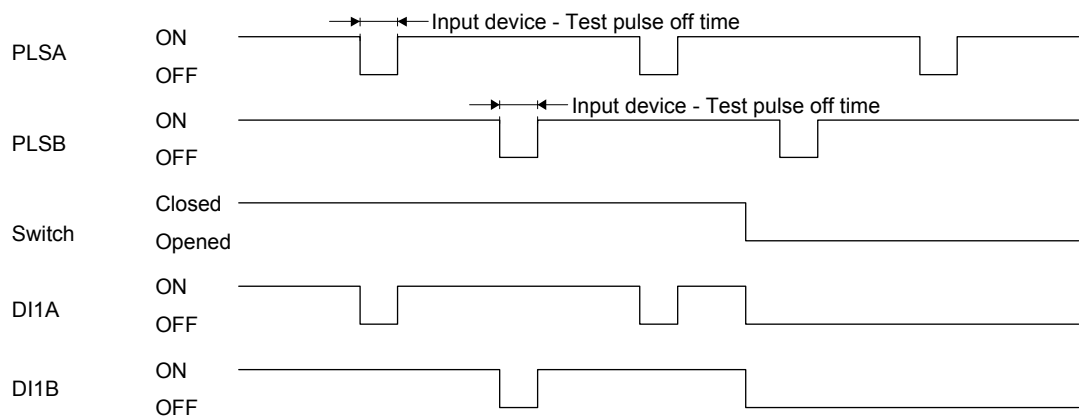 Input device - Test pulse off time
PLSA
ON
OFF
Input device - Test pulse off time
PLSB
ON
OFF
Switch
Closed
Opened
DI1A
ON
OFF
DI1B
ON
OFF